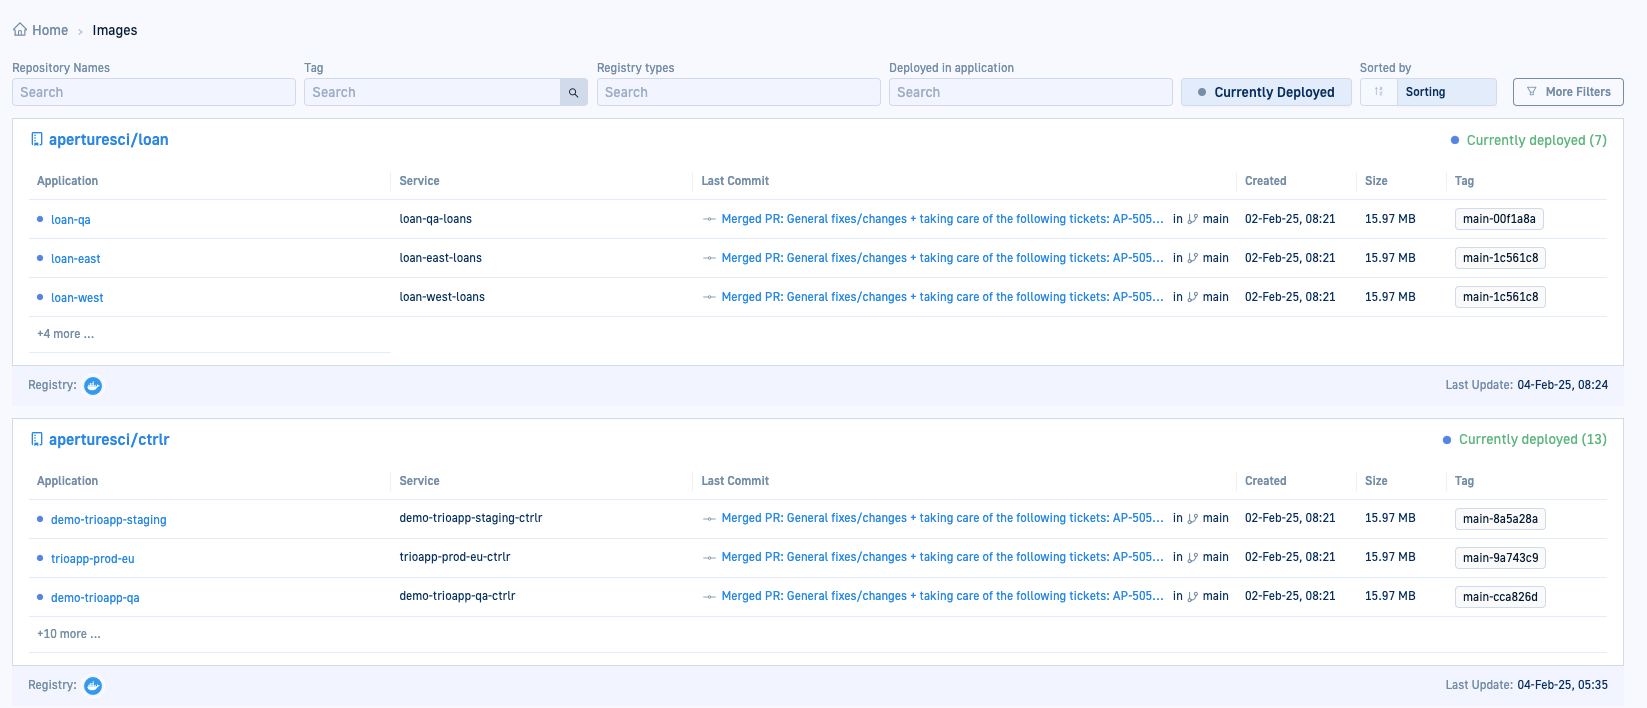 Home › Images
Repository Names Tag Registry types Deployed in application Sorted by
Search Search Search Search Currently Deployed Sorting More Filters
aperturesci/loan Currently deployed (7)
Application Service Last Commit Created Size Tag
loan-qa loan-qa-loans Merged PR: General fixes/changes + taking care of the following tickets: AP-505... in main 02-Feb-25, 08:21 15.97 MB main-00f1a8a
loan-east loan-east-loans Merged PR: General fixes/changes + taking care of the following tickets: AP-505... in main 02-Feb-25, 08:21 15.97 MB main-1c561c8
loan-west loan-west-loans Merged PR: General fixes/changes + taking care of the following tickets: AP-505... in main 02-Feb-25, 08:21 15.97 MB main-1c561c8
+4 more ...
Registry: Last Update: 04-Feb-25, 08:24
aperturesci/ctrlr Currently deployed (13)
Application Service Last Commit Created Size Tag
demo-trioapp-staging demo-trioapp-staging-ctrlr Merged PR: General fixes/changes + taking care of the following tickets: AP-505... in main 02-Feb-25, 08:21 15.97 MB main-8a5a28a
trioapp-prod-eu trioapp-prod-eu-ctrlr Merged PR: General fixes/changes + taking care of the following tickets: AP-505... in main 02-Feb-25, 08:21 15.97 MB main-9a743c9
demo-trioapp-qa demo-trioapp-qa-ctrlr Merged PR: General fixes/changes + taking care of the following tickets: AP-505... in main 02-Feb-25, 08:21 15.97 MB main-cca826d
+10 more ...
Registry: Last Update: 04-Feb-25, 05:35